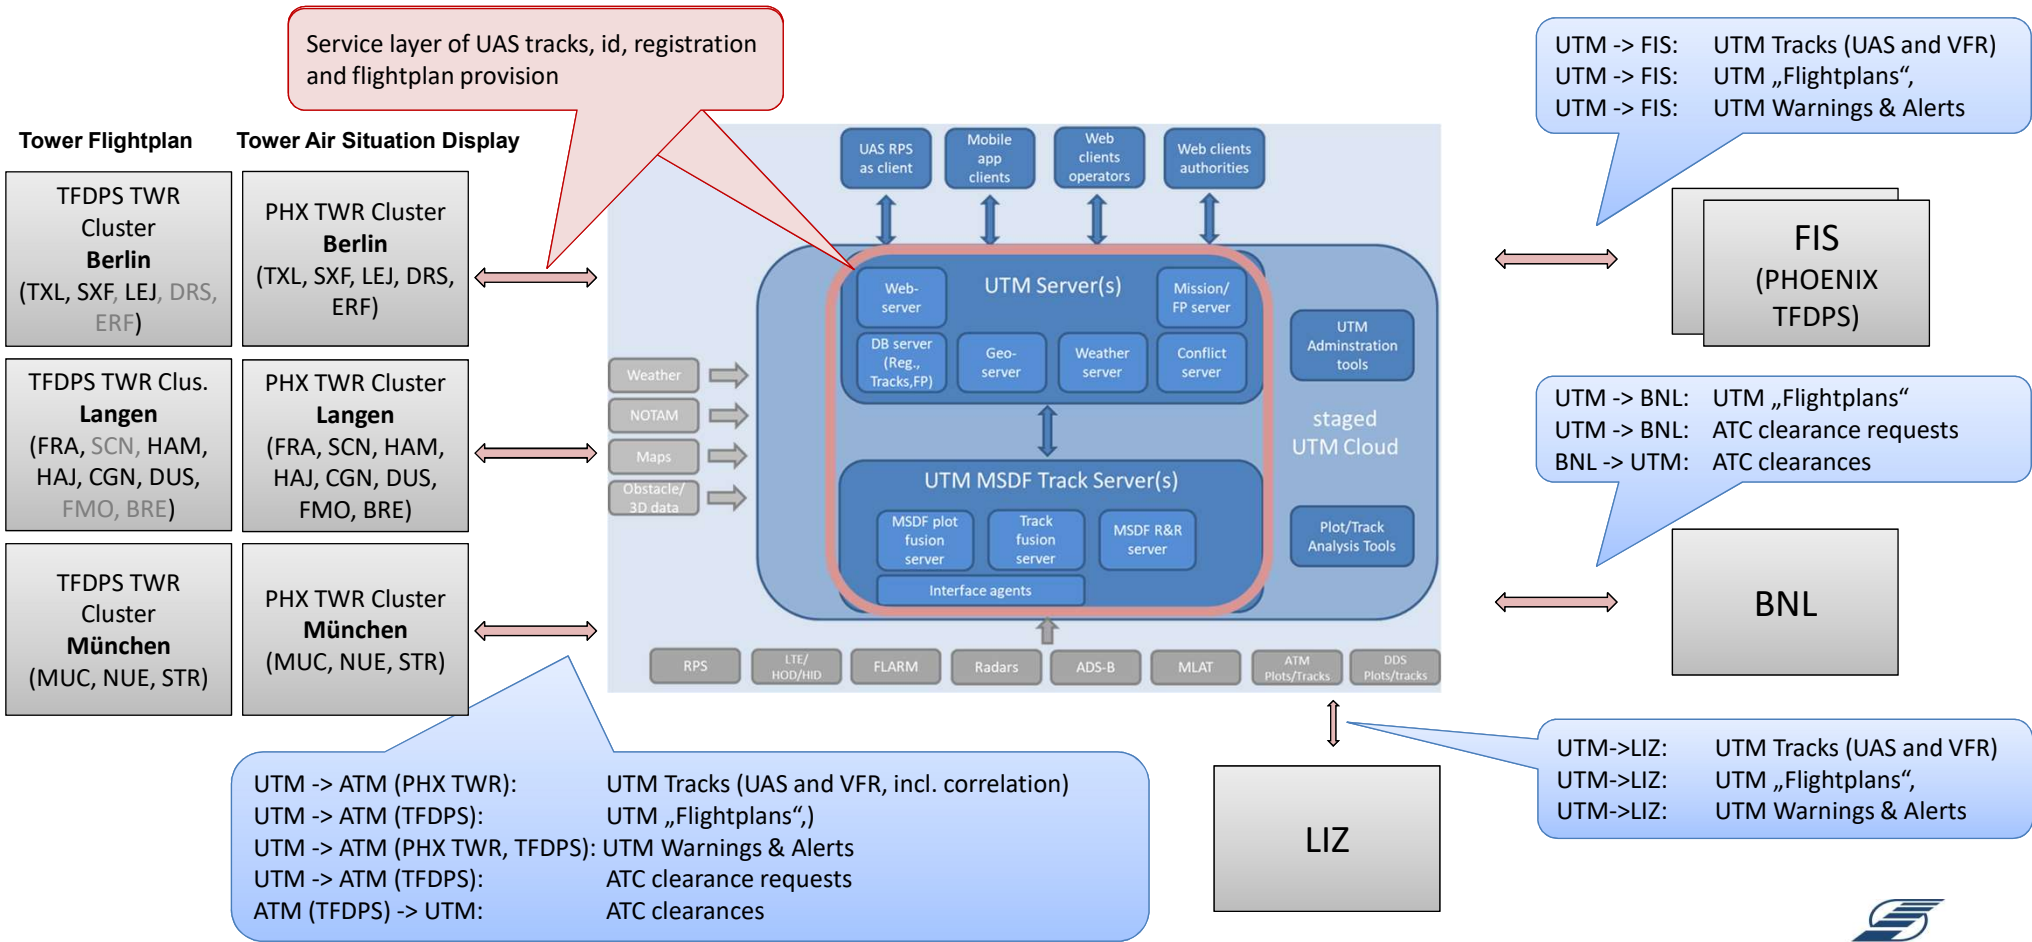 Service layer of UAS tracks, id, registration
and flightplan provision
UTM -> FIS: UTM Tracks (UAS and VFR)
UTM -> FIS: UTM „Flightplans“,
UTM -> FIS: UTM Warnings & Alerts
Tower Flightplan
Tower Air Situation Display
TFDPS TWR
Cluster
Berlin
(TXL, SXF, LEJ, DRS,
ERF)
PHX TWR Cluster
Berlin
(TXL, SXF, LEJ, DRS,
ERF)
TFDPS TWR Clus.
Langen
(FRA, SCN, HAM,
HAJ, CGN, DUS,
FMO, BRE)
PHX TWR Cluster
Langen
(FRA, SCN, HAM,
HAJ, CGN, DUS,
FMO, BRE)
TFDPS TWR
Cluster
München
(MUC, NUE, STR)
PHX TWR Cluster
München
(MUC, NUE, STR)
UAS RPS
as client
Mobile
app
clients
Web
clients
operators
Web clients
authorities
UTM Server(s)
Web-
server
Mission/
FP server
DB server
(Reg.,
Tracks,FP)
Geo-
server
Weather
server
Conflict
server
UTM
Adminstration
tools
staged
UTM Cloud
Weather
NOTAM
Maps
Obstacle/
3D data
UTM MSDF Track Server(s)
MSDF plot
fusion
server
Track
fusion
server
MSDF R&R
server
Interface agents
Plot/Track
Analysis Tools
RPS
LTE/
HOD/HID
FLARM
Radars
ADS-B
MLAT
ATM
Plots/Tracks
DDS
Plots/tracks
FIS
(PHOENIX
TFDPS)
UTM -> BNL: UTM „Flightplans“
UTM -> BNL: ATC clearance requests
BNL -> UTM: ATC clearances
BNL
UTM->LIZ: UTM Tracks (UAS and VFR)
UTM->LIZ: UTM „Flightplans“,
UTM->LIZ: UTM Warnings & Alerts
LIZ
UTM -> ATM (PHX TWR): UTM Tracks (UAS and VFR, incl. correlation)
UTM -> ATM (TFDPS): UTM „Flightplans“,)
UTM -> ATM (PHX TWR, TFDPS): UTM Warnings & Alerts
UTM -> ATM (TFDPS): ATC clearance requests
ATM (TFDPS) -> UTM: ATC clearances